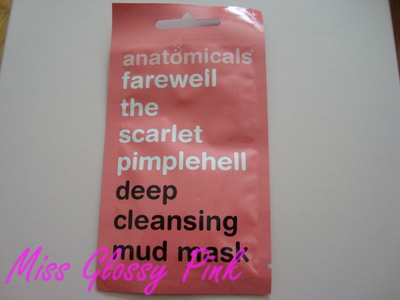 anatomicals
farewell
the
scarlet
pimplehell
deep
cleansing
mud mask
Miss Glossy Pink